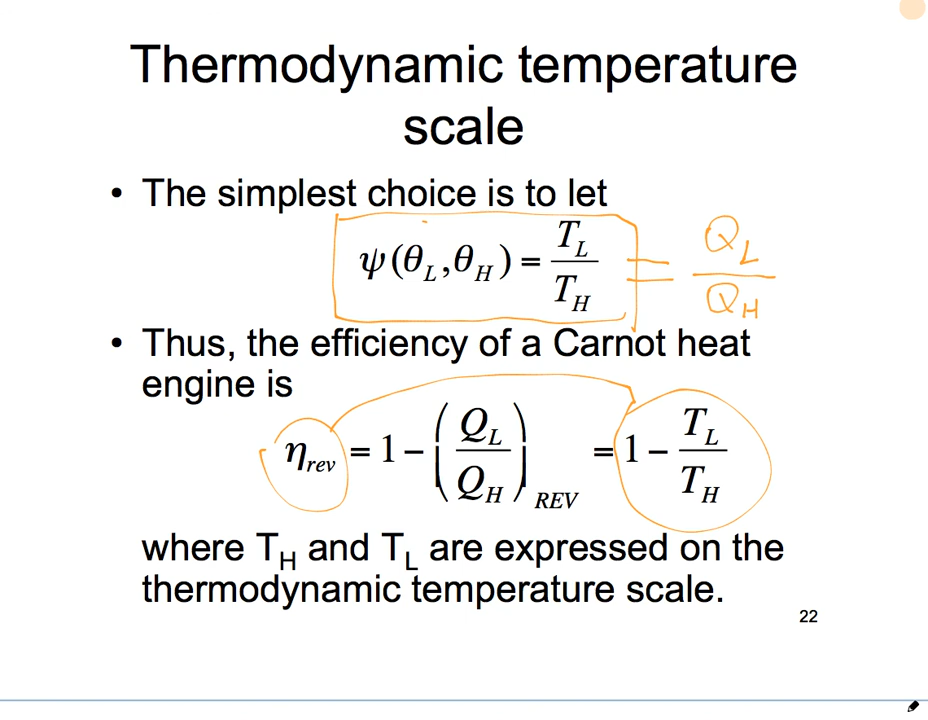 Thermodynamic temperature
scale
• The simplest choice is to let
ψ(θ_L,θ_H) = T_L/T_H = Q_L/Q_H
• Thus, the efficiency of a Carnot heat
engine is
η_rev = 1 − (Q_L/Q_H)_REV = 1 − T_L/T_H
where T_H and T_L are expressed on the
thermodynamic temperature scale.
22